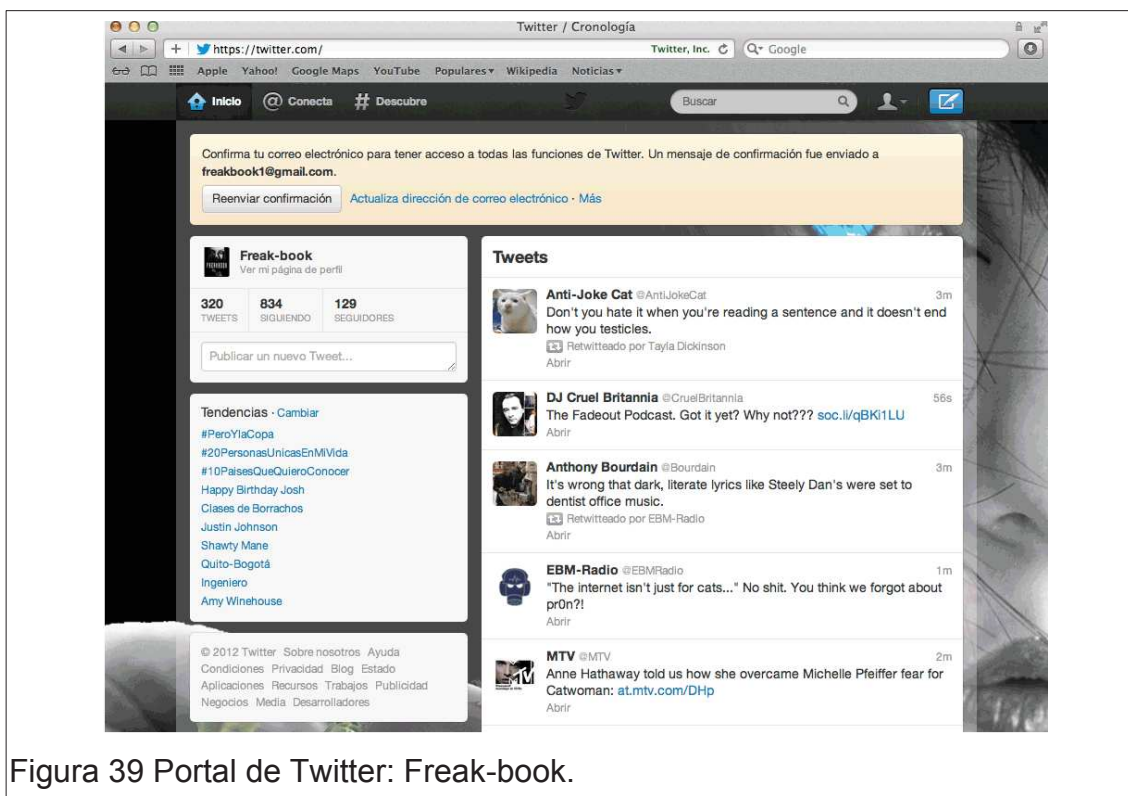 Twitter / Cronología
https://twitter.com/ Twitter, Inc. Google
Apple Yahoo! Google Maps YouTube Populares Wikipedia Noticias
Inicio @ Conecta # Descubre Buscar
Confirma tu correo electrónico para tener acceso a todas las funciones de Twitter. Un mensaje de confirmación fue enviado a
freakbook1@gmail.com.
Reenviar confirmación Actualiza dirección de correo electrónico · Más
Freak-book
Ver mi página de perfil
320 834 129
TWEETS SIGUIENDO SEGUIDORES
Publicar un nuevo Tweet...
Tendencias · Cambiar
#PeroYlaCopa
#20PersonasUnicasEnMiVida
#10PaisesQueQuieroConocer
Happy Birthday Josh
Clases de Borrachos
Justin Johnson
Shawty Mane
Quito-Bogotá
Ingeniero
Amy Winehouse
© 2012 Twitter Sobre nosotros Ayuda
Condiciones Privacidad Blog Estado
Aplicaciones Recursos Trabajos Publicidad
Negocios Media Desarrolladores
Tweets
Anti-Joke Cat @AntiJokeCat 3m
Don't you hate it when you're reading a sentence and it doesn't end
how you testicles.
Retwitteado por Tayla Dickinson
Abrir
DJ Cruel Britannia @CruelBritannia 56s
The Fadeout Podcast. Got it yet? Why not??? soc.li/qBKi1LU
Abrir
Anthony Bourdain @Bourdain 3m
It's wrong that dark, literate lyrics like Steely Dan's were set to
dentist office music.
Retwitteado por EBM-Radio
Abrir
EBM-Radio @EBMRadio 1m
"The internet isn't just for cats..." No shit. You think we forgot about
pr0n?!
Abrir
MTV @MTV 2m
Anne Hathaway told us how she overcame Michelle Pfeiffer fear for
Catwoman: at.mtv.com/DHp
Abrir
Figura 39 Portal de Twitter: Freak-book.